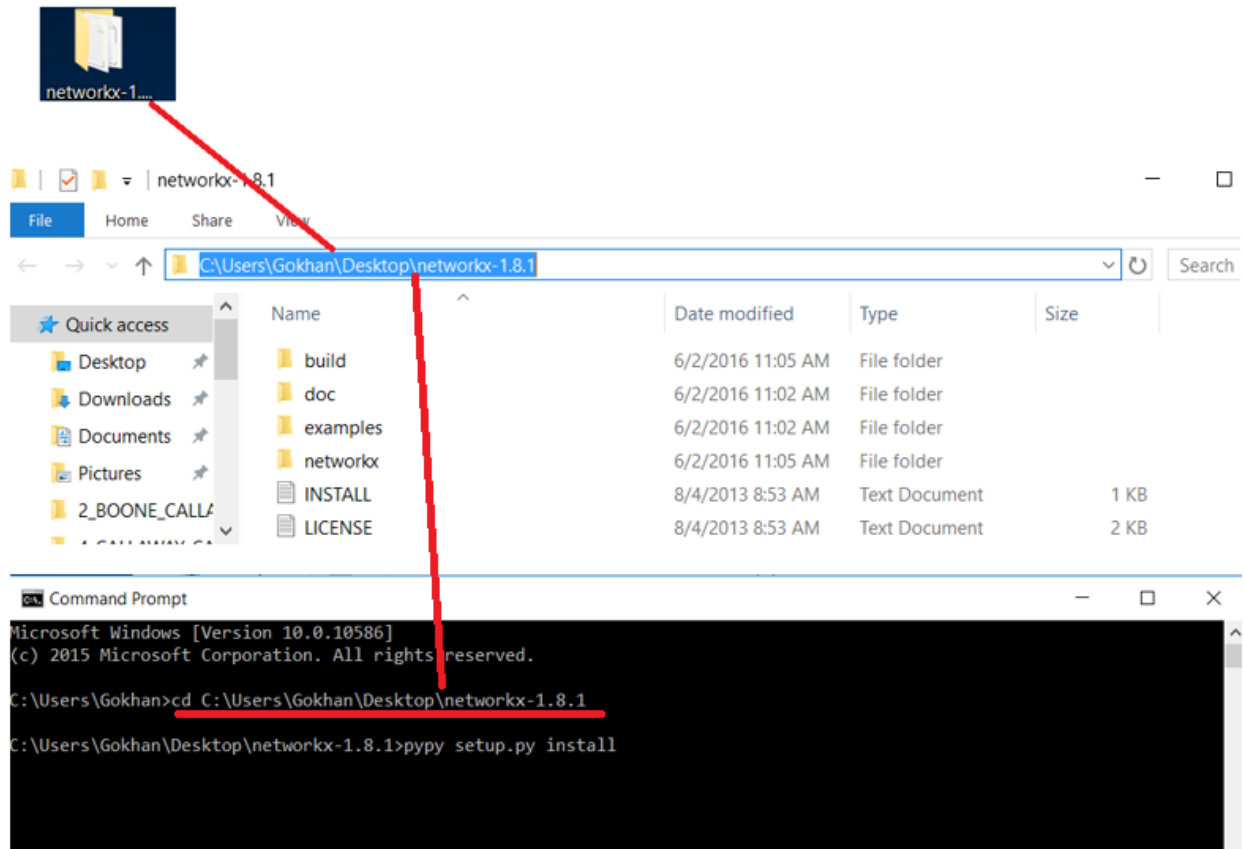 networkx-1....
networkx-1.8.1
File Home Share View
C:\Users\Gokhan\Desktop\networkx-1.8.1 Search
Quick access Name Date modified Type Size
Desktop build 6/2/2016 11:05 AM File folder
Downloads doc 6/2/2016 11:02 AM File folder
Documents examples 6/2/2016 11:02 AM File folder
Pictures networkx 6/2/2016 11:05 AM File folder
2_BOONE_CALLA INSTALL 8/4/2013 8:53 AM Text Document 1 KB
LICENSE 8/4/2013 8:53 AM Text Document 2 KB
Command Prompt
Microsoft Windows [Version 10.0.10586]
(c) 2015 Microsoft Corporation. All rights reserved.
C:\Users\Gokhan>cd C:\Users\Gokhan\Desktop\networkx-1.8.1
C:\Users\Gokhan\Desktop\networkx-1.8.1>pypy setup.py install